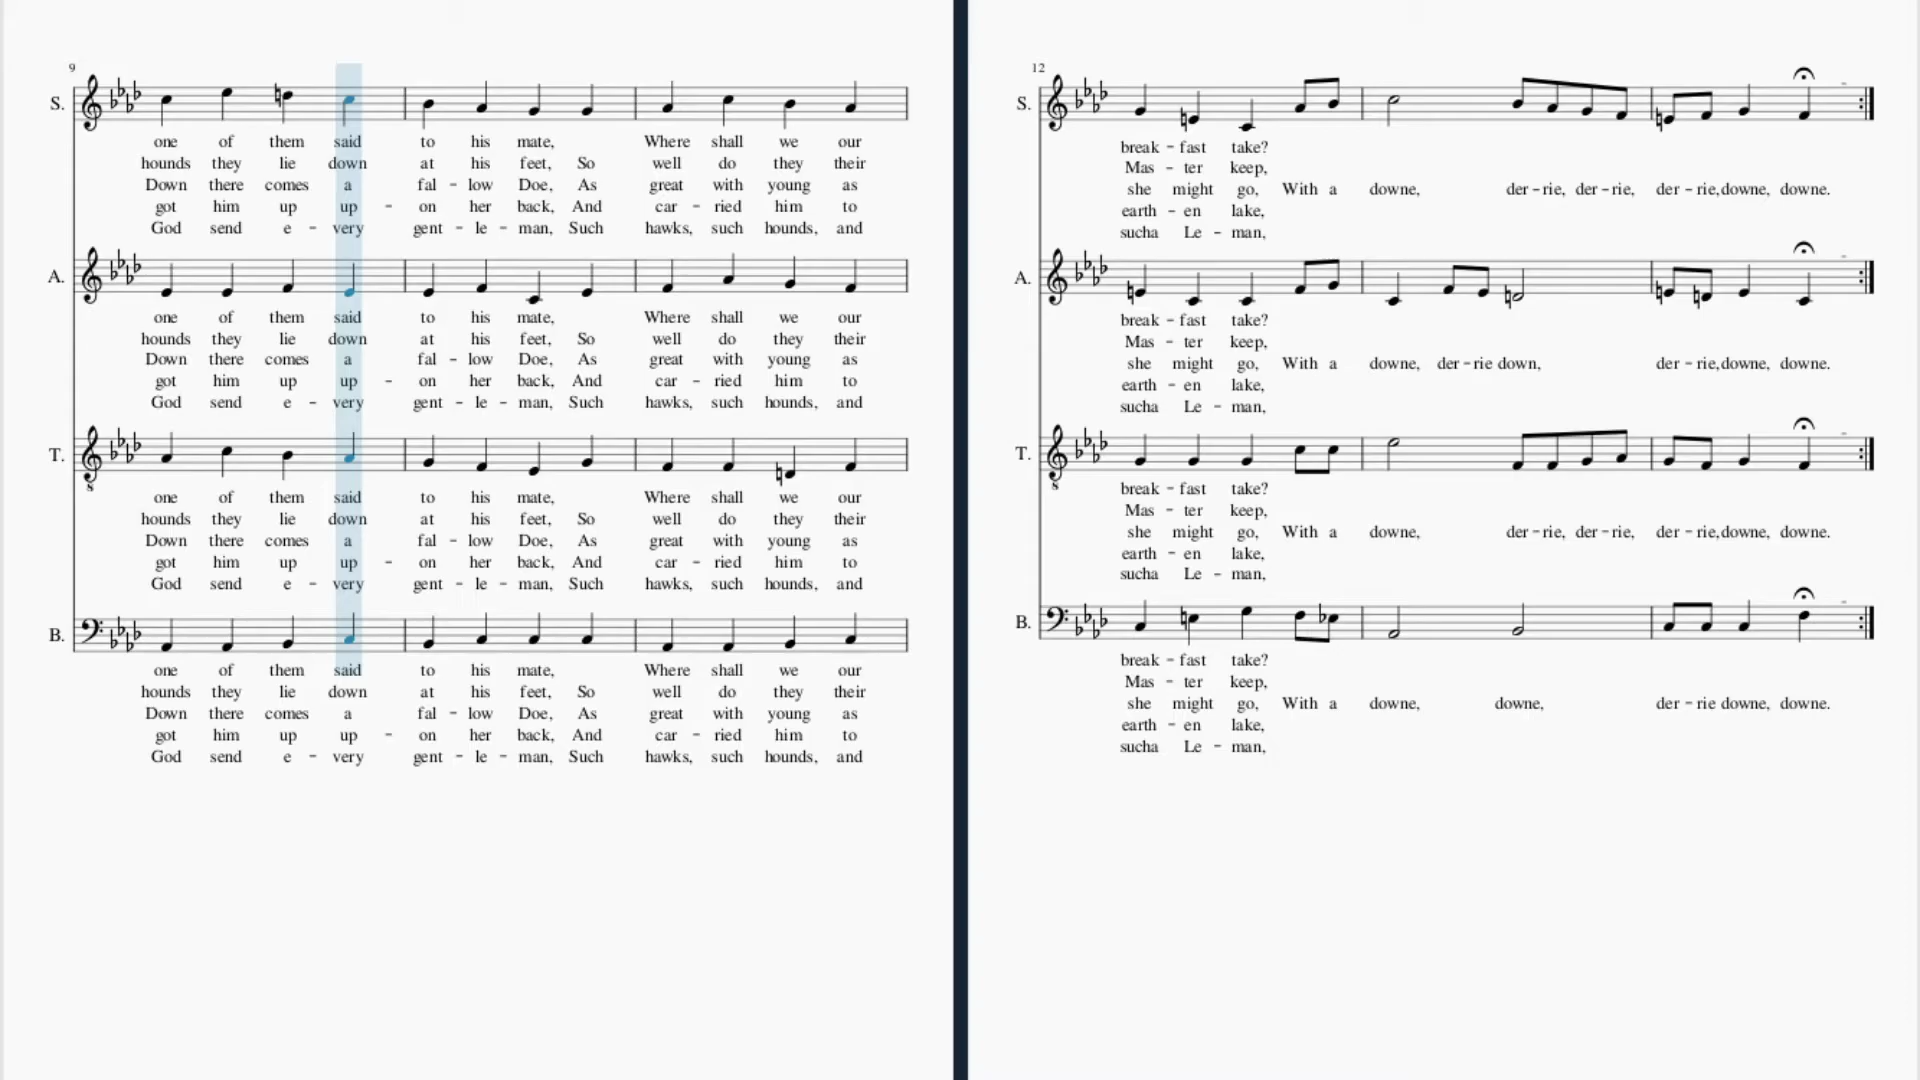 9
S.
one of them said to his mate, Where shall we our
hounds they lie down at his feet, So well do they their
Down there comes a fal - low Doe, As great with young as
got him up up - on her back, And car - ried him to
God send e - very gent - le - man, Such hawks, such hounds, and
A.
one of them said to his mate, Where shall we our
hounds they lie down at his feet, So well do they their
Down there comes a fal - low Doe, As great with young as
got him up up - on her back, And car - ried him to
God send e - very gent - le - man, Such hawks, such hounds, and
T.
one of them said to his mate, Where shall we our
hounds they lie down at his feet, So well do they their
Down there comes a fal - low Doe, As great with young as
got him up up - on her back, And car - ried him to
God send e - very gent - le - man, Such hawks, such hounds, and
B.
one of them said to his mate, Where shall we our
hounds they lie down at his feet, So well do they their
Down there comes a fal - low Doe, As great with young as
got him up up - on her back, And car - ried him to
God send e - very gent - le - man, Such hawks, such hounds, and
12
S.
break - fast take?
Mas - ter keep,
she might go, With a downe, der - rie, der - rie, der - rie, downe, downe.
earth - en lake,
sucha Le - man,
A.
break - fast take?
Mas - ter keep,
she might go, With a downe, der - rie down, der - rie, downe, downe.
earth - en lake,
sucha Le - man,
T.
break - fast take?
Mas - ter keep,
she might go, With a downe, der - rie, der - rie, der - rie, downe, downe.
earth - en lake,
sucha Le - man,
B.
break - fast take?
Mas - ter keep,
she might go, With a downe, downe, der - rie downe, downe.
earth - en lake,
sucha Le - man,